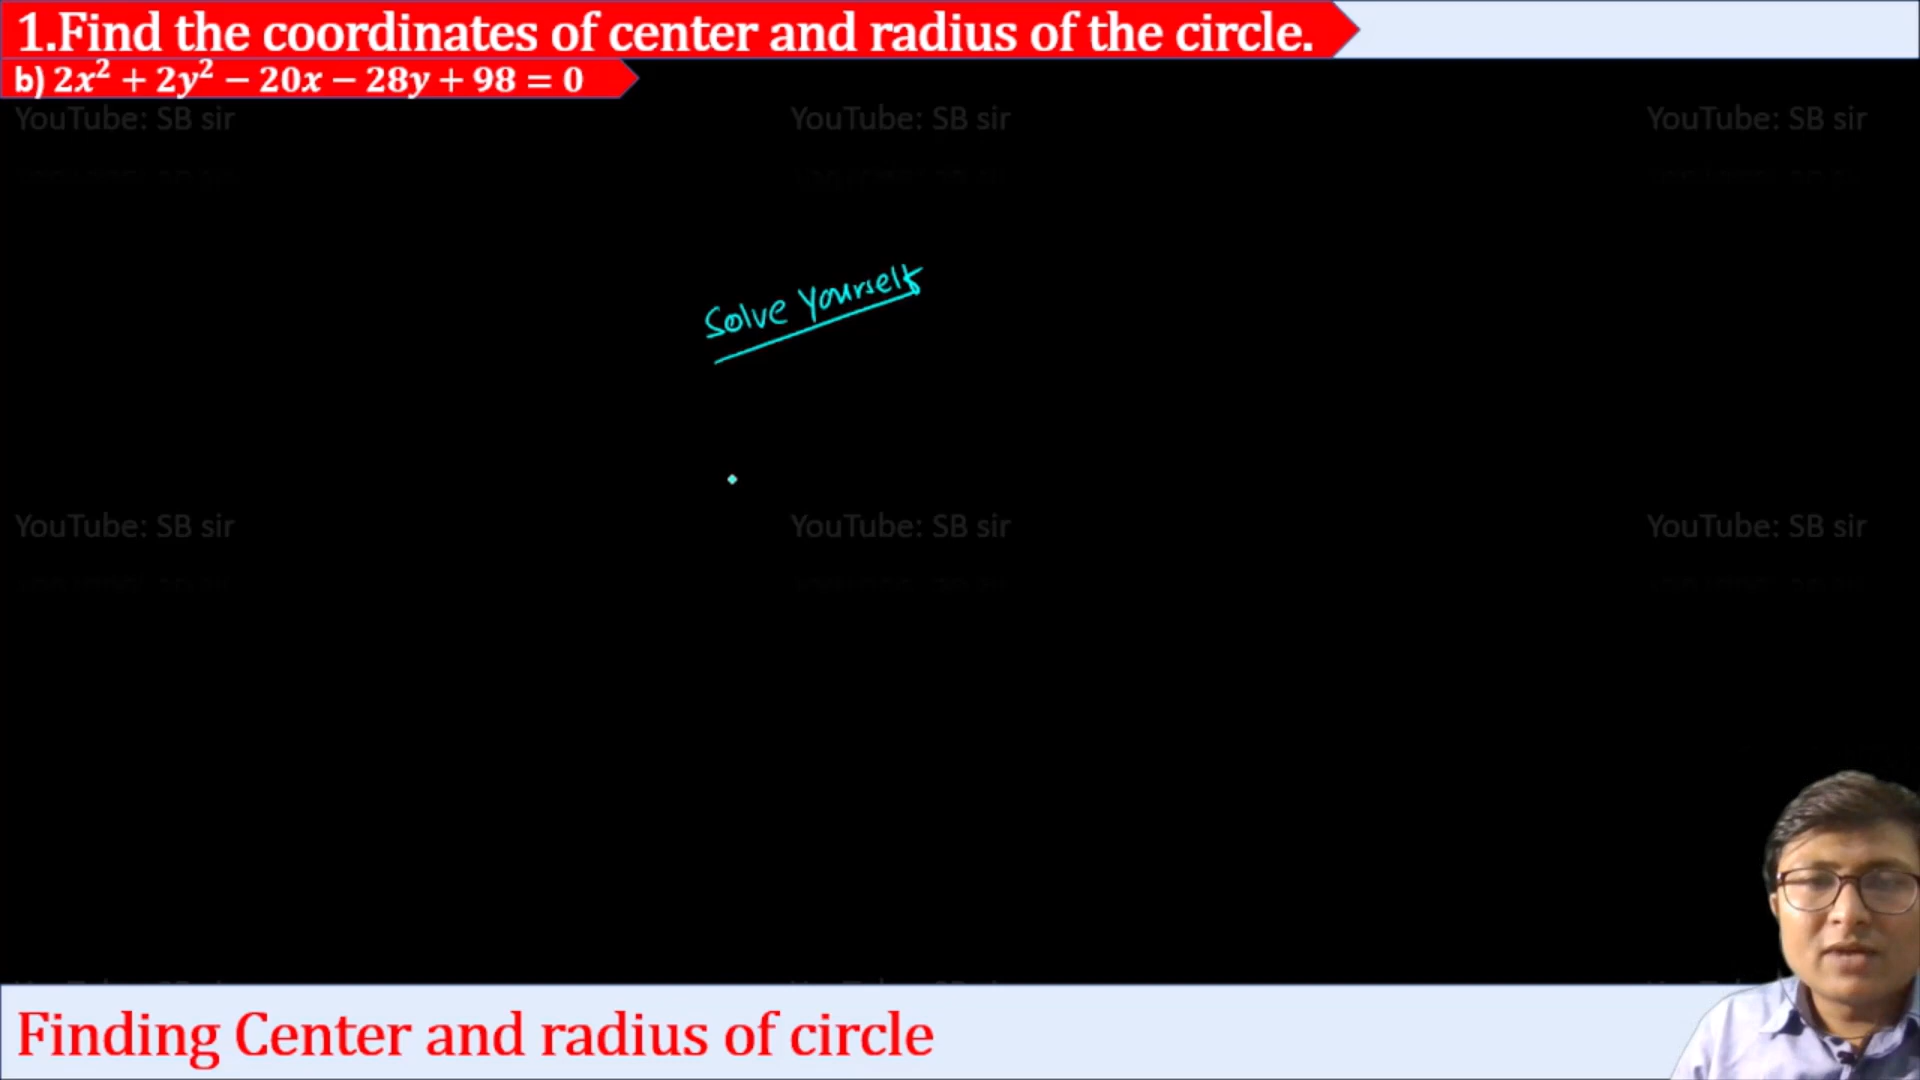 1.Find the coordinates of center and radius of the circle.
b) 2x² + 2y² − 20x − 28y + 98 = 0
YouTube: SB sir YouTube: SB sir YouTube: SB sir
Solve Yourself
YouTube: SB sir YouTube: SB sir YouTube: SB sir
Finding Center and radius of circle